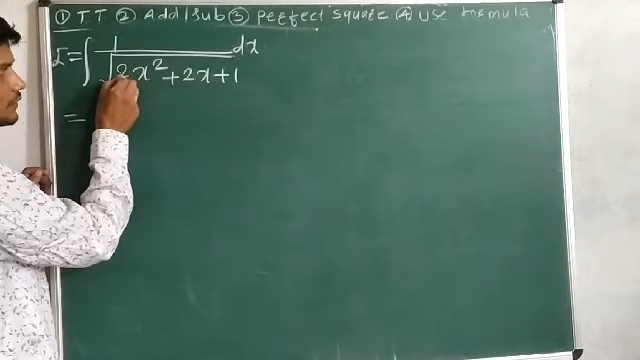 ① T T ② Add/sub ③ perfect square ④ use formula
I = ∫ 1/√(2x² + 2x + 1) dx
=